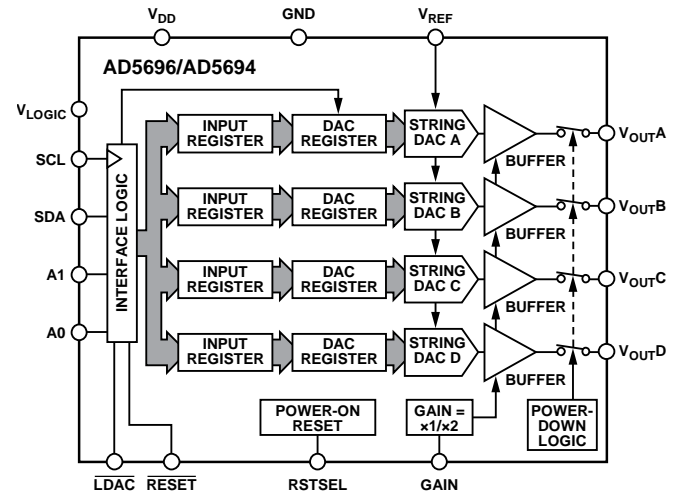 VDD
GND
VREF
AD5696/AD5694
VLOGIC
SCL
SDA
A1
A0
INTERFACE LOGIC
INPUT
REGISTER
DAC
REGISTER
STRING
DAC A
BUFFER
VOUTA
INPUT
REGISTER
DAC
REGISTER
STRING
DAC B
BUFFER
VOUTB
INPUT
REGISTER
DAC
REGISTER
STRING
DAC C
BUFFER
VOUTC
INPUT
REGISTER
DAC
REGISTER
STRING
DAC D
BUFFER
VOUTD
POWER-ON
RESET
GAIN =
×1/×2
POWER-
DOWN
LOGIC
LDAC
RESET
RSTSEL
GAIN